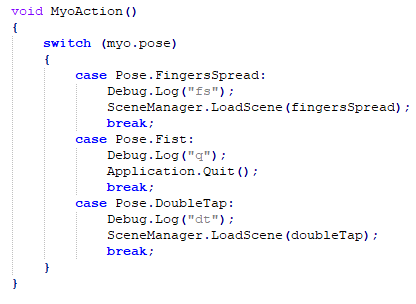 void MyoAction()
{
    switch (myo.pose)
    {
        case Pose.FingersSpread:
            Debug.Log("fs");
            SceneManager.LoadScene(fingersSpread);
            break;
        case Pose.Fist:
            Debug.Log("q");
            Application.Quit();
            break;
        case Pose.DoubleTap:
            Debug.Log("dt");
            SceneManager.LoadScene(doubleTap);
            break;
    }
}